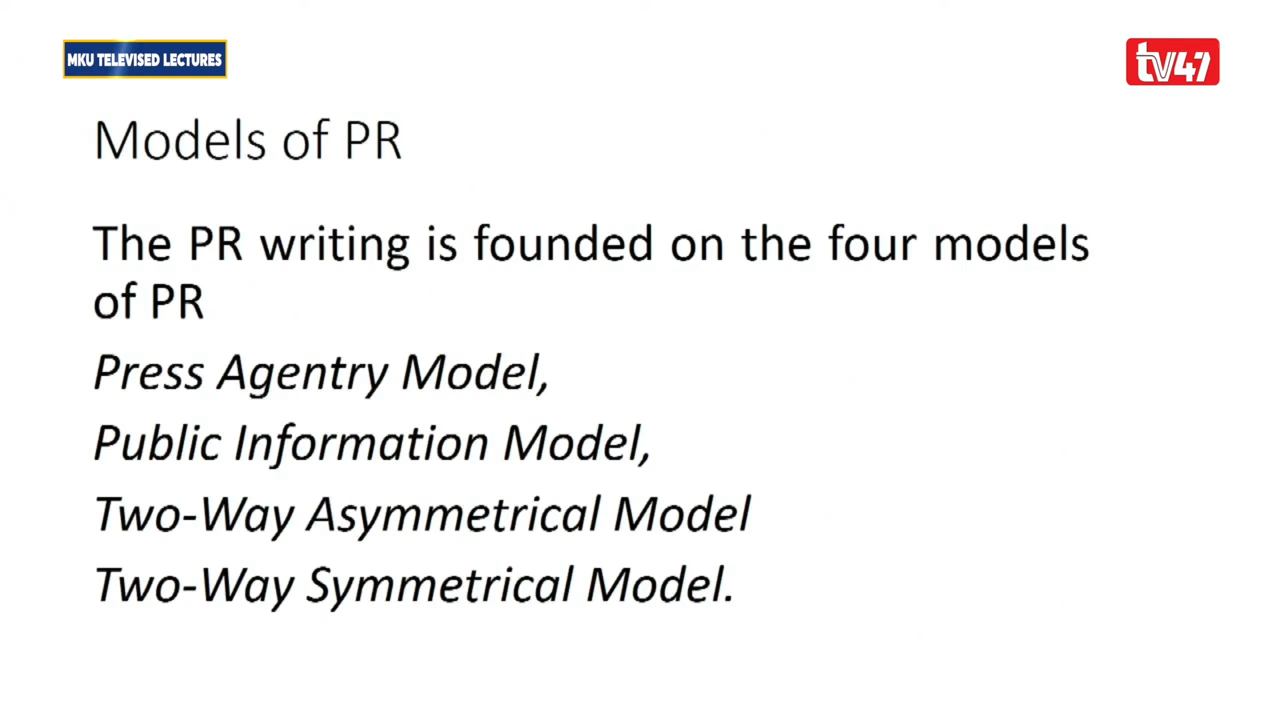 MKU TELEVISED LECTURES
tv47
Models of PR
The PR writing is founded on the four models
of PR
Press Agentry Model,
Public Information Model,
Two-Way Asymmetrical Model
Two-Way Symmetrical Model.